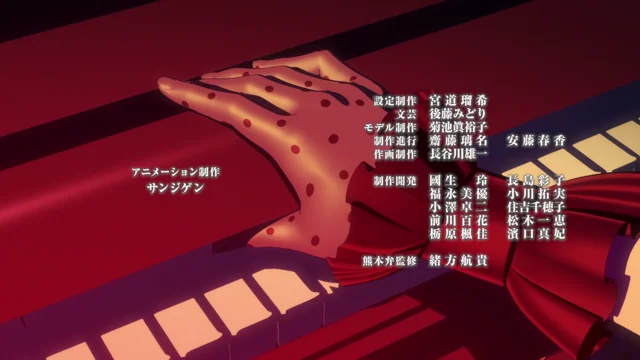 アニメーション制作
サンジゲン
設定制作 宮道瑠希
文芸 後藤みどり
モデル制作 菊池眞裕子
制作進行 齋藤璃名 安藤春香
作画制作 長谷川雄一
制作開発 國生 玲 長島彩子
福永美優 小川拓実
小澤卓二 住吉千穂子
前川百花 松木一恵
栃原楓佳 濱口真妃
熊本弁監修 緒方航貴